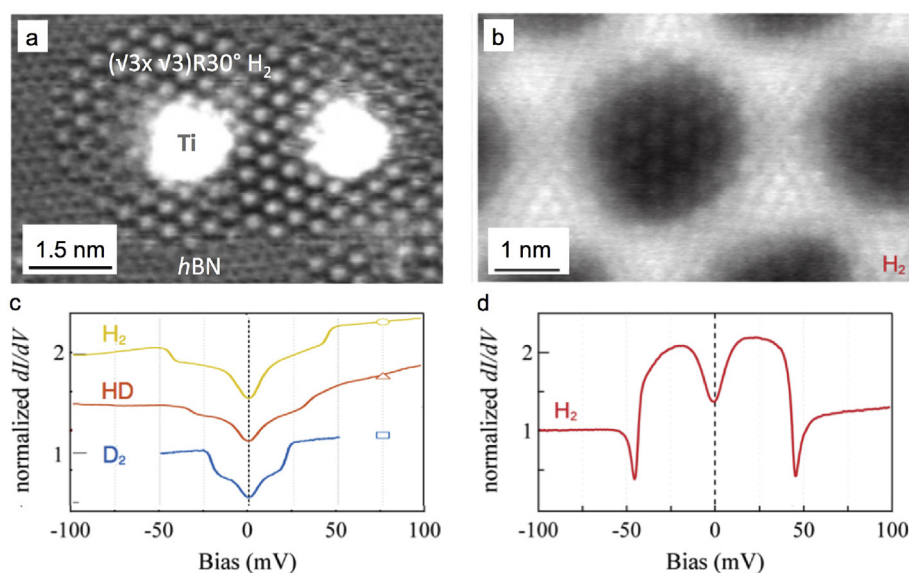 a
(√3x √3)R30° H₂
Ti
1.5 nm
hBN
b
1 nm
H₂
c
normalized dI/dV
2
1
H₂
HD
D₂
-100 -50 0 50 100
Bias (mV)
d
normalized dI/dV
2
1
H₂
-100 -50 0 50 100
Bias (mV)